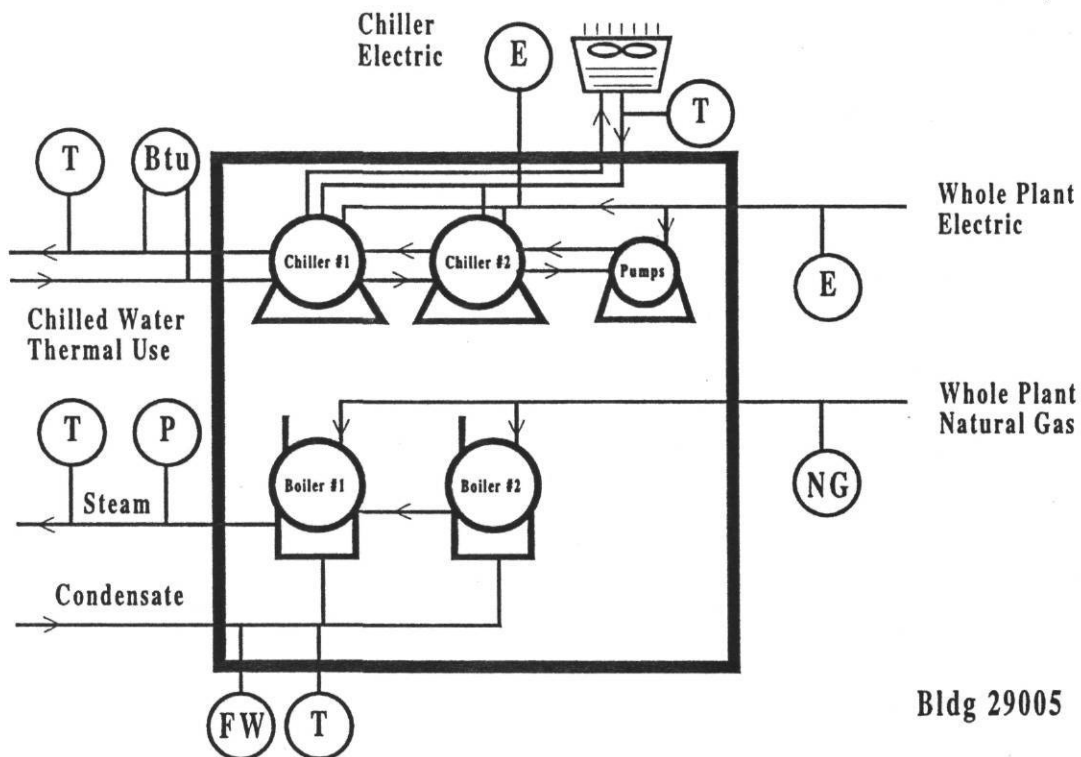 Chiller
Electric
E
T
T
Btu
Whole Plant
Electric
E
Chiller #1
Chiller #2
Pumps
Chilled Water
Thermal Use
Whole Plant
Natural Gas
NG
T
P
Steam
Boiler #1
Boiler #2
Condensate
FW
T
Bldg 29005